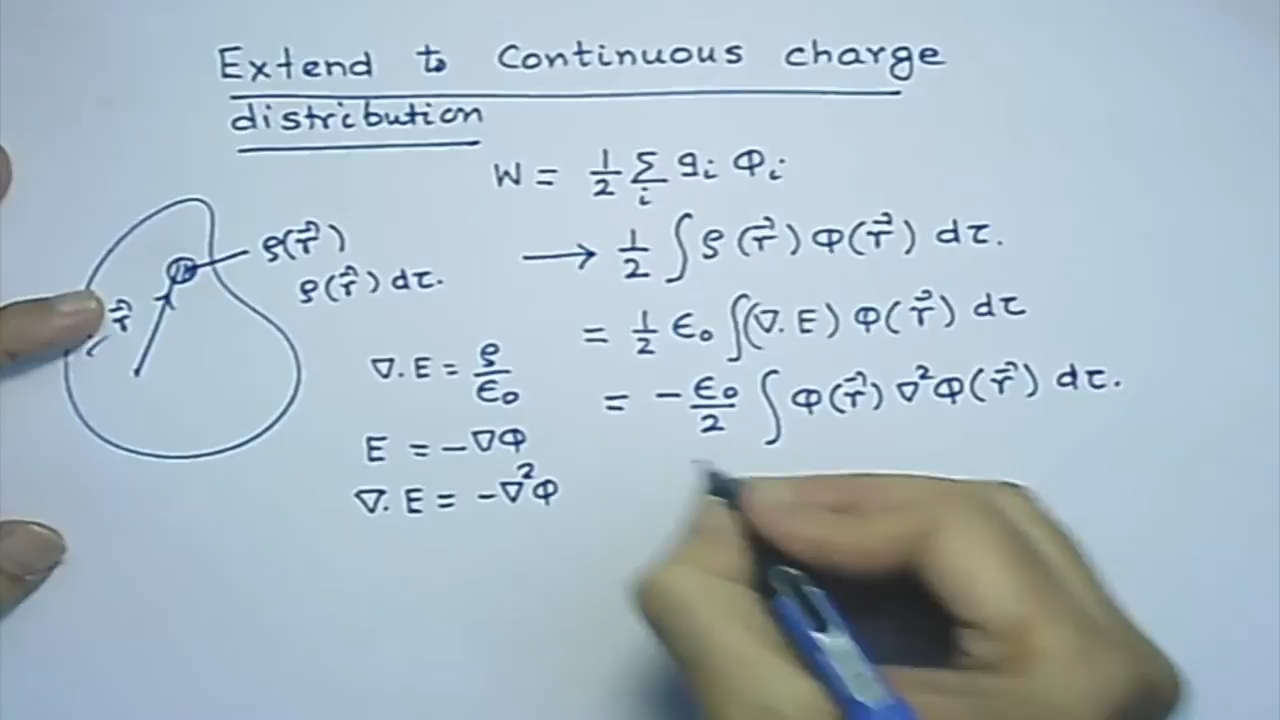 Extend to Continuous charge
distribution
W = 1/2 Σ_i q_i Φ_i
ρ(r⃗)
ρ(r⃗) dτ.
r⃗
→ 1/2 ∫ρ(r⃗) Φ(r⃗) dτ.
= 1/2 ε₀ ∫(∇.E) Φ(r⃗) dτ
∇.E = ρ/ε₀
= -ε₀/2 ∫ Φ(r⃗) ∇²Φ(r⃗) dτ.
E = -∇Φ
∇.E = -∇²Φ